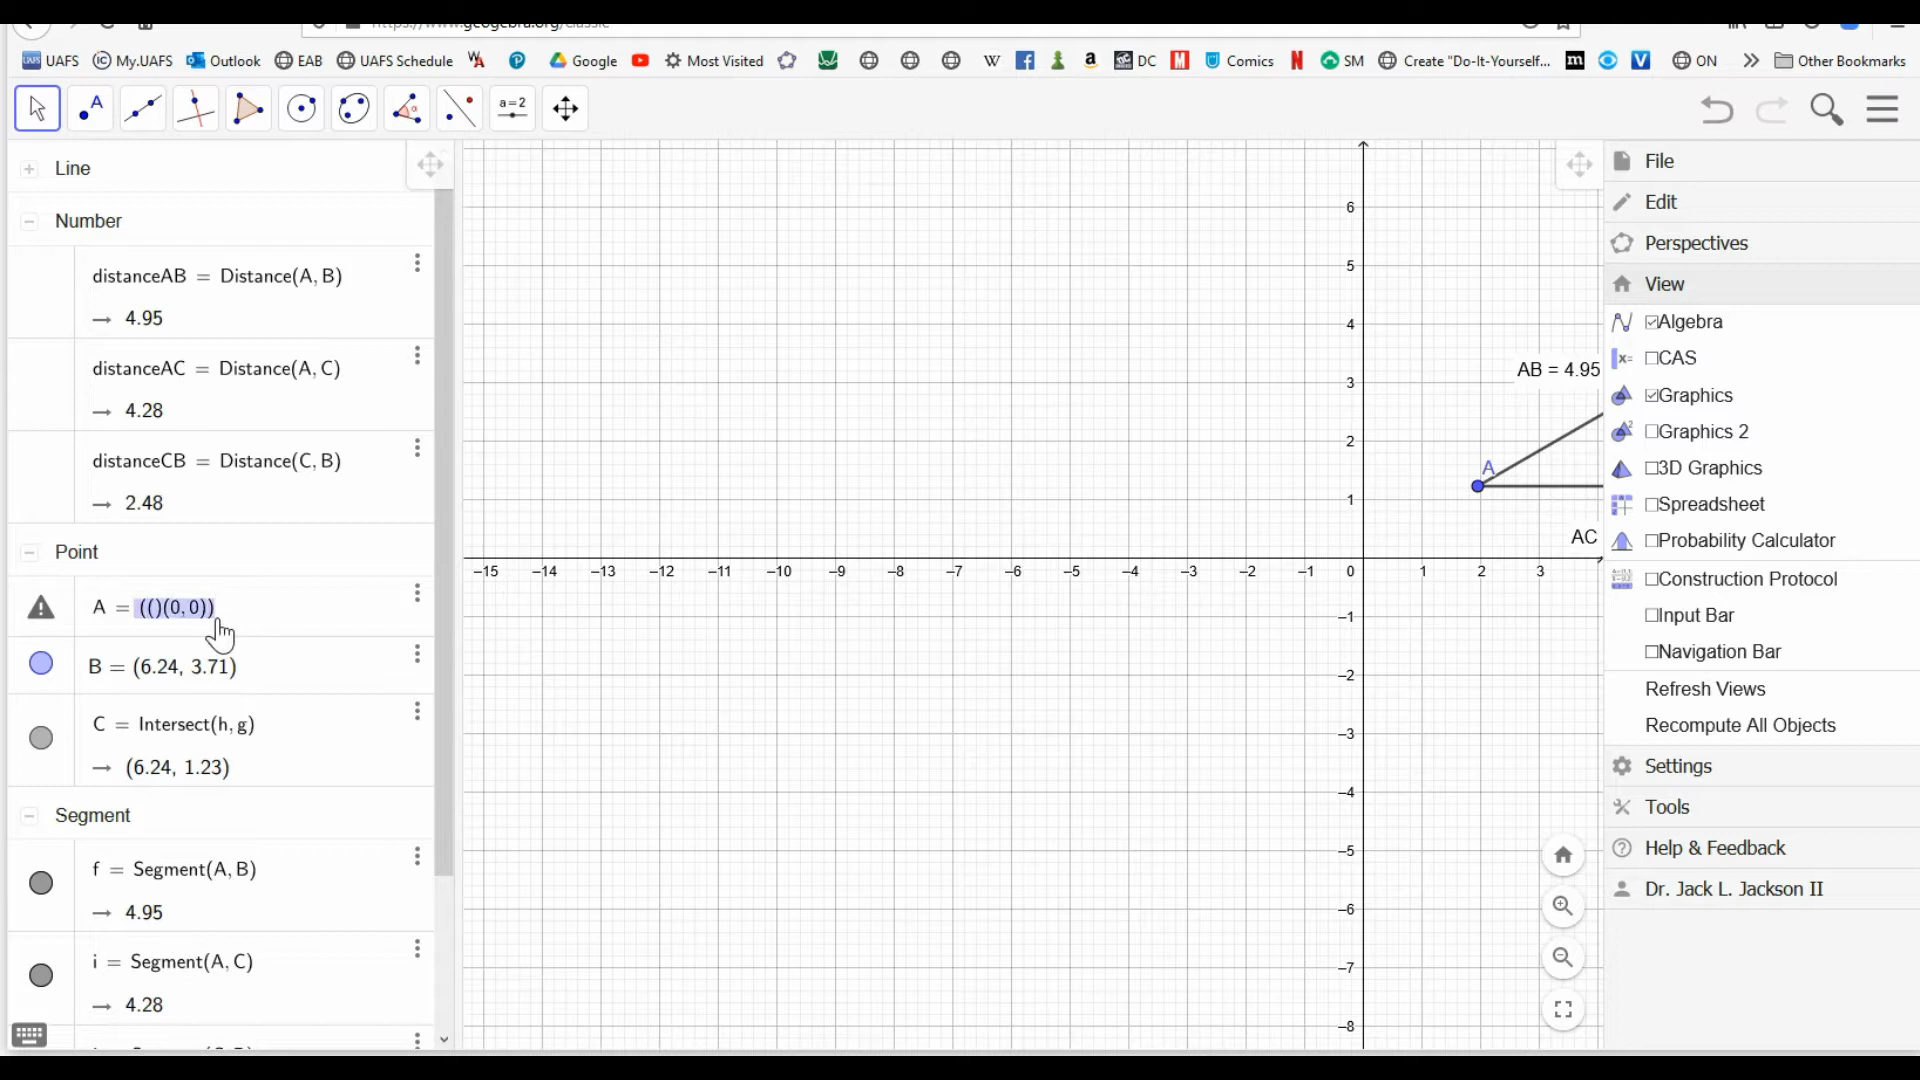 https://www.geogebra.org/classic
UAFS My.UAFS Outlook EAB UAFS Schedule Google Most Visited W DC Comics N SM Create "Do-It-Yourself... m V ON Other Bookmarks
A a=2
Line
Number
distanceAB = Distance(A, B)
→ 4.95
distanceAC = Distance(A, C)
→ 4.28
distanceCB = Distance(C, B)
→ 2.48
Point
A = (()(0,0))
B = (6.24, 3.71)
C = Intersect(h, g)
→ (6.24, 1.23)
Segment
f = Segment(A, B)
→ 4.95
i = Segment(A, C)
→ 4.28
6
5
4
3
2
1
AB = 4.95
A
AC
–15 –14 –13 –12 –11 –10 –9 –8 –7 –6 –5 –4 –3 –2 –1 0 1 2 3
–1
–2
–3
–4
–5
–6
–7
–8
File
Edit
Perspectives
View
Algebra
x= CAS
Graphics
2 Graphics 2
3D Graphics
Spreadsheet
Probability Calculator
Construction Protocol
Input Bar
Navigation Bar
Refresh Views
Recompute All Objects
Settings
Tools
Help & Feedback
Dr. Jack L. Jackson II